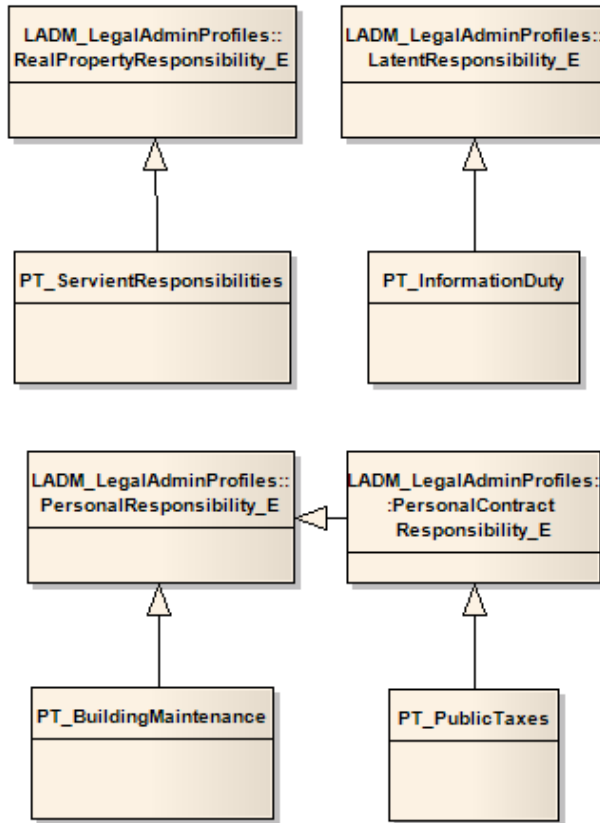 LADM_LegalAdminProfiles::
RealPropertyResponsibility_E
LADM_LegalAdminProfiles::
LatentResponsibility_E
PT_ServientResponsibilities
PT_InformationDuty
LADM_LegalAdminProfiles::
PersonalResponsibility_E
LADM_LegalAdminProfiles:
:PersonalContract
Responsibility_E
PT_BuildingMaintenance
PT_PublicTaxes